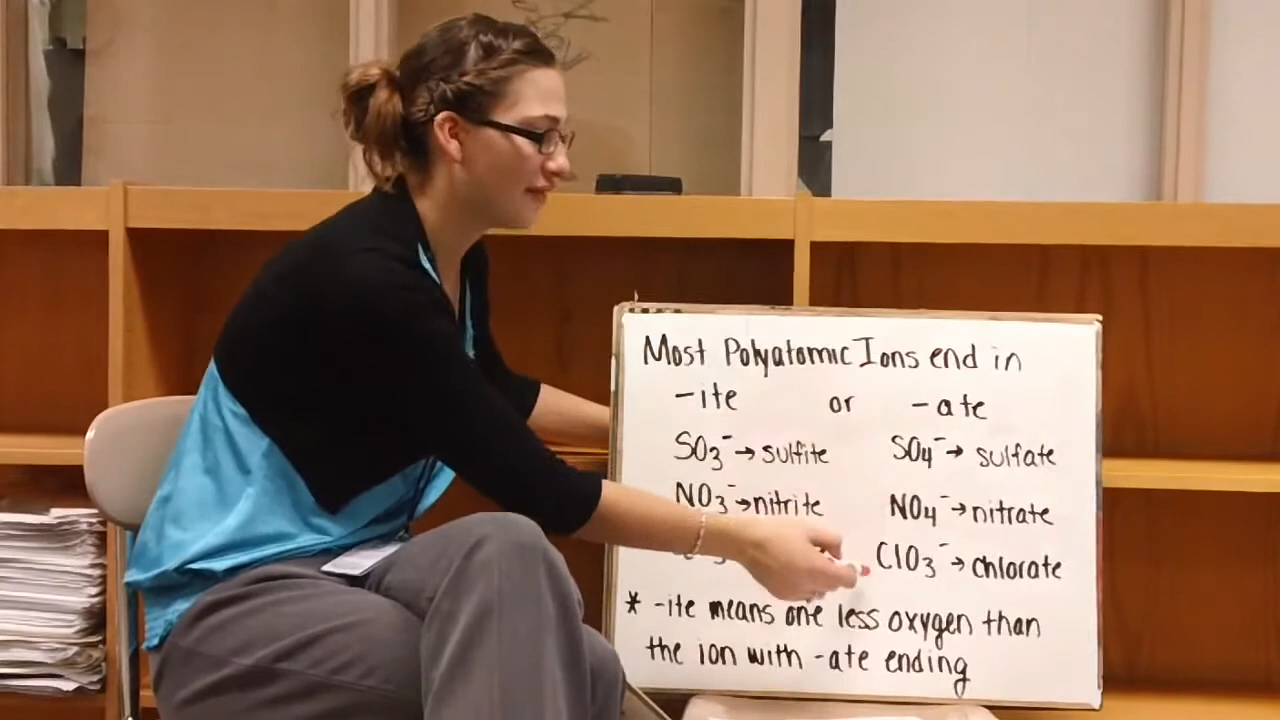 Most Polyatomic Ions end in
-ite or -ate
SO₃⁻ → sulfite SO₄⁻ → sulfate
NO₃⁻ → nitrite NO₄⁻ → nitrate
ClO₃⁻ → chlorate
* -ite means one less oxygen than
the ion with -ate ending